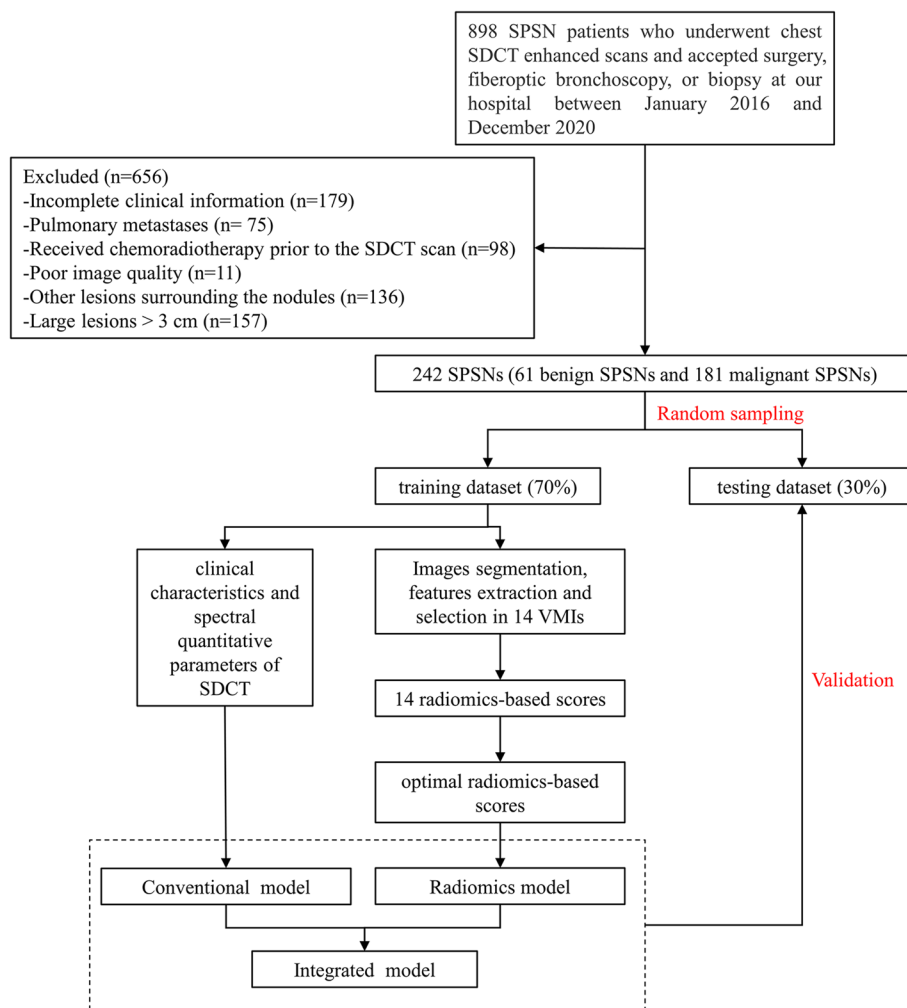 898 SPSN patients who underwent chest
SDCT enhanced scans and accepted surgery,
fiberoptic bronchoscopy, or biopsy at our
hospital between January 2016 and
December 2020
Excluded (n=656)
-Incomplete clinical information (n=179)
-Pulmonary metastases (n= 75)
-Received chemoradiotherapy prior to the SDCT scan (n=98)
-Poor image quality (n=11)
-Other lesions surrounding the nodules (n=136)
-Large lesions > 3 cm (n=157)
242 SPSNs (61 benign SPSNs and 181 malignant SPSNs)
Random sampling
training dataset (70%)
testing dataset (30%)
clinical
characteristics and
spectral
quantitative
parameters of
SDCT
Images segmentation,
features extraction and
selection in 14 VMIs
14 radiomics-based scores
Validation
optimal radiomics-based
scores
Conventional model
Radiomics model
Integrated model